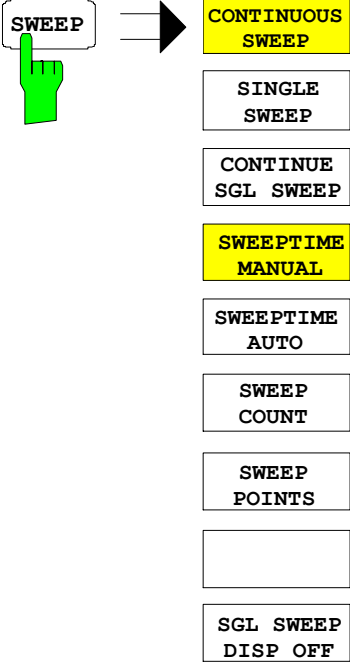 SWEEP
CONTINUOUS
SWEEP
SINGLE
SWEEP
CONTINUE
SGL SWEEP
SWEEPTIME
MANUAL
SWEEPTIME
AUTO
SWEEP
COUNT
SWEEP
POINTS
SGL SWEEP
DISP OFF